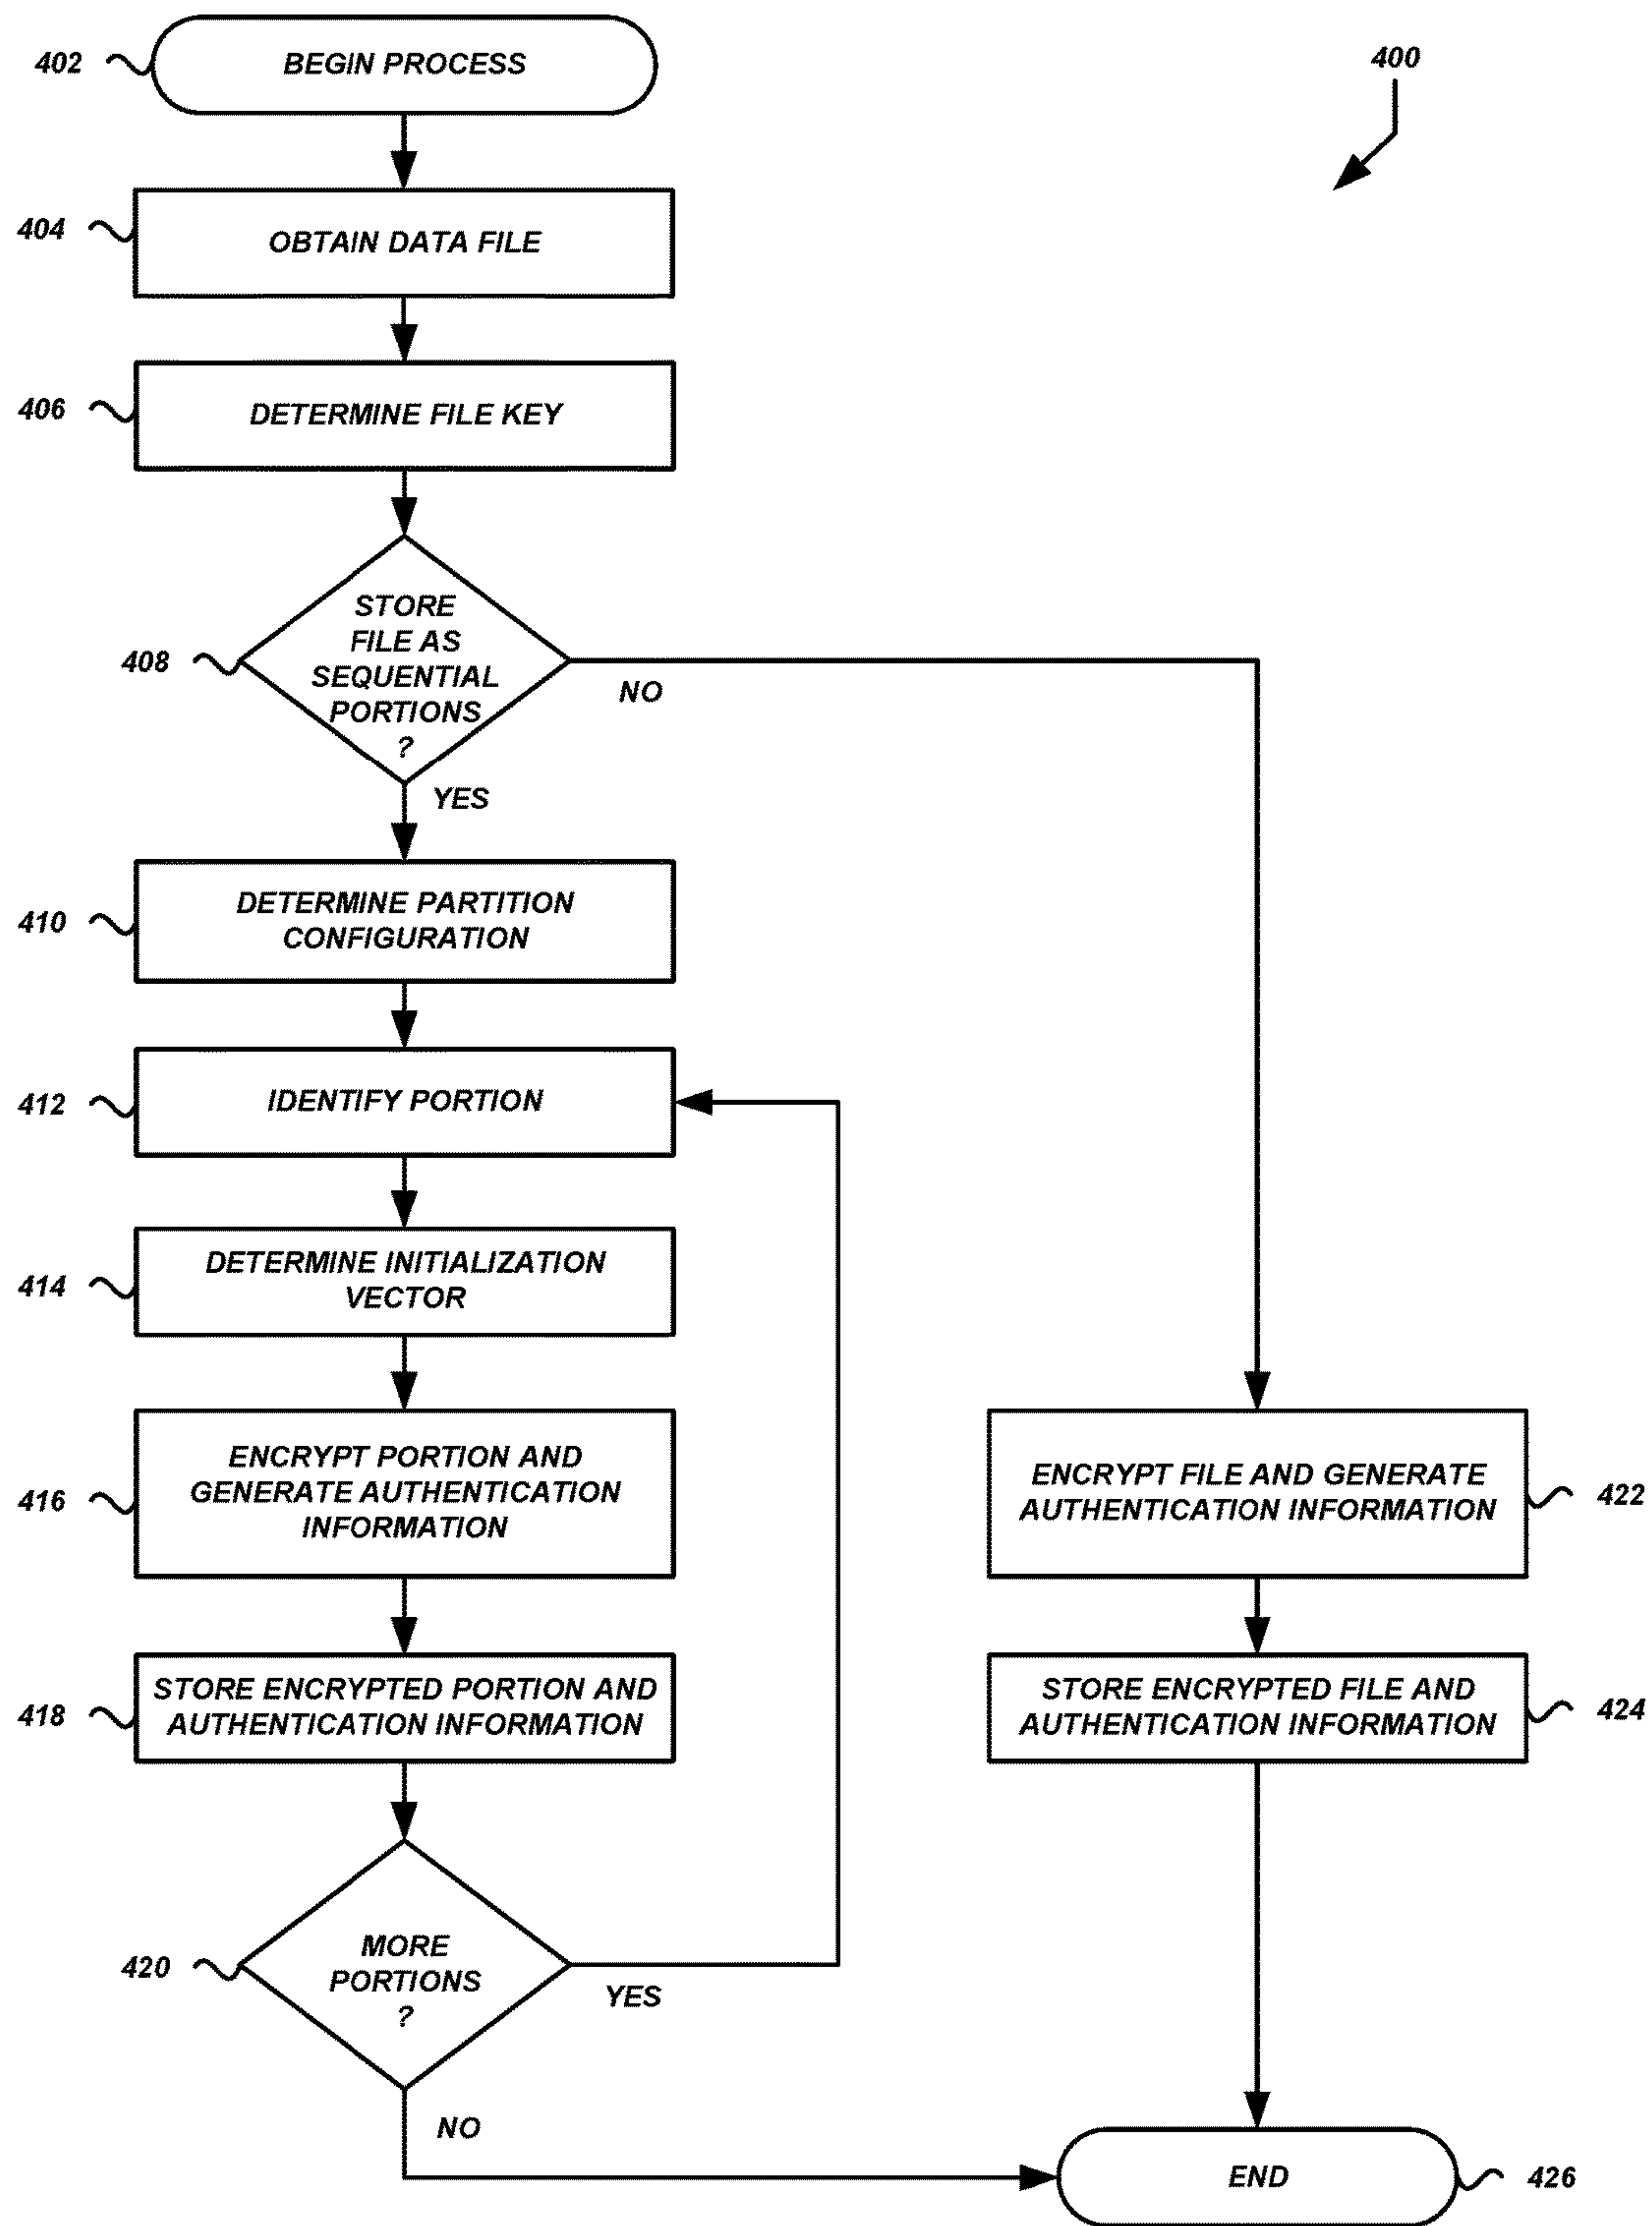 402
BEGIN PROCESS
400
404
OBTAIN DATA FILE
406
DETERMINE FILE KEY
408
STORE
FILE AS
SEQUENTIAL
PORTIONS
?
NO
YES
410
DETERMINE PARTITION
CONFIGURATION
412
IDENTIFY PORTION
414
DETERMINE INITIALIZATION
VECTOR
416
ENCRYPT PORTION AND
GENERATE AUTHENTICATION
INFORMATION
ENCRYPT FILE AND GENERATE
AUTHENTICATION INFORMATION
422
418
STORE ENCRYPTED PORTION AND
AUTHENTICATION INFORMATION
STORE ENCRYPTED FILE AND
AUTHENTICATION INFORMATION
424
420
MORE
PORTIONS
?
YES
NO
END
426